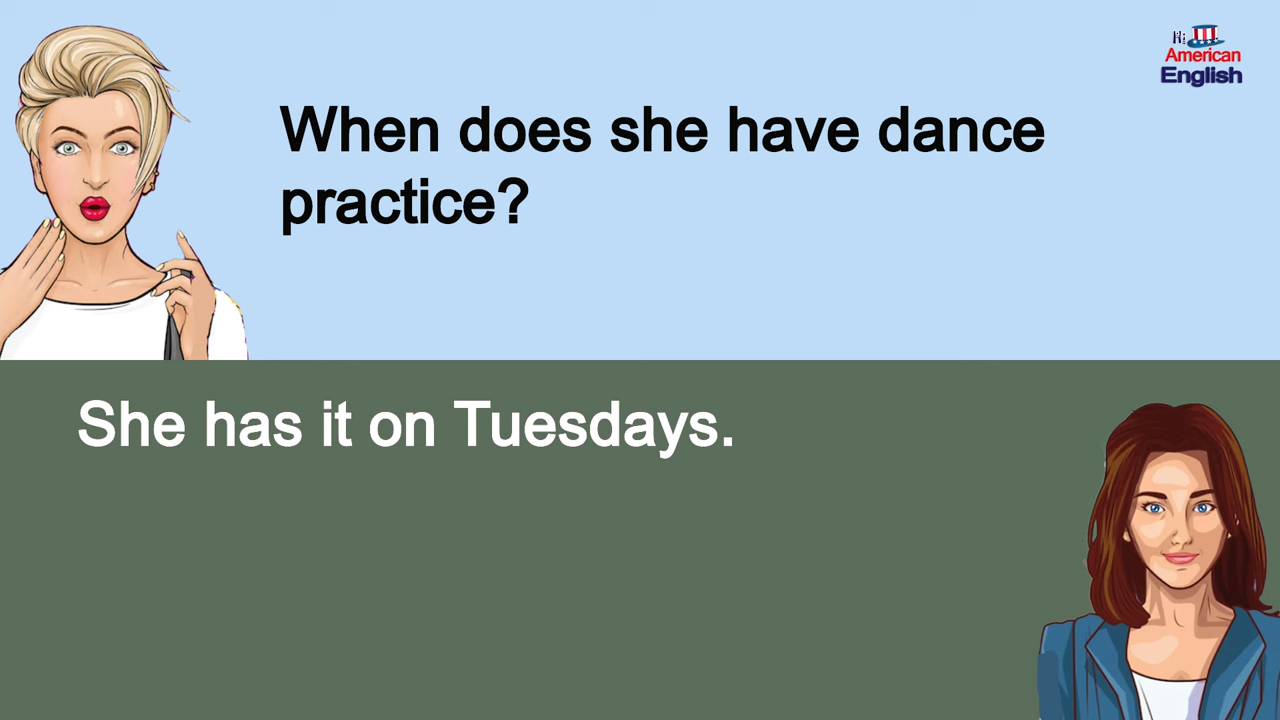 Hi
American
English
When does she have dance
practice?
She has it on Tuesdays.